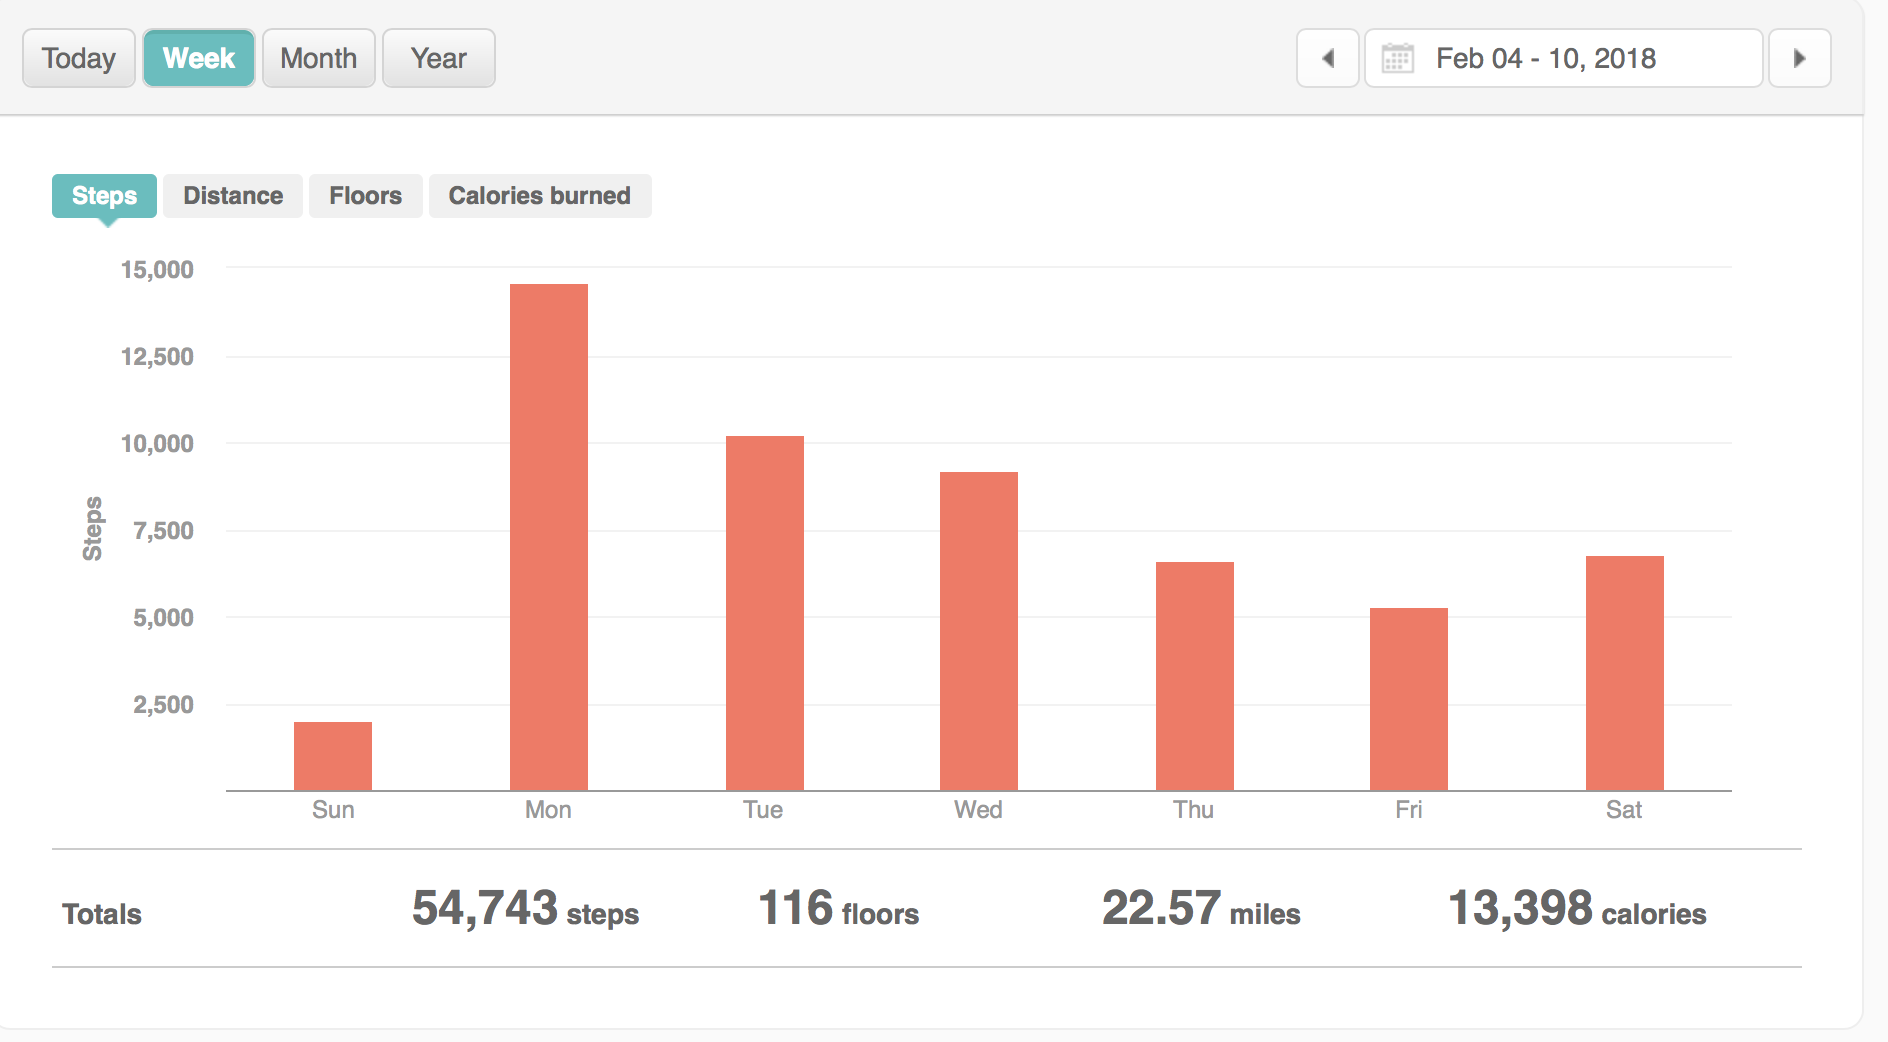 Today Week Month Year Feb 04 - 10, 2018
Steps Distance Floors Calories burned
15,000
12,500
10,000
7,500
5,000
2,500
Steps
Sun Mon Tue Wed Thu Fri Sat
Totals 54,743 steps 116 floors 22.57 miles 13,398 calories